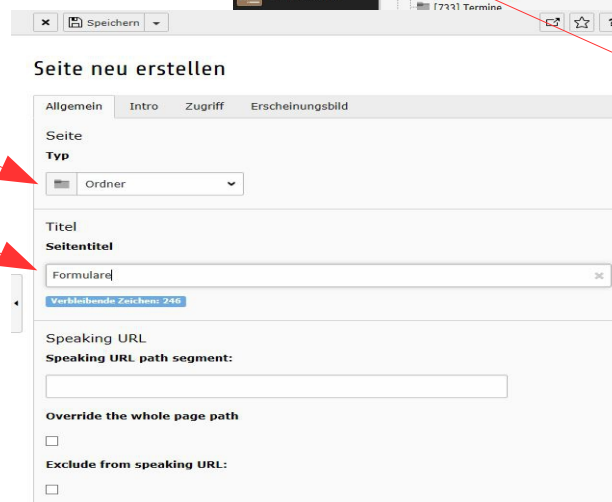 [733] Termine
Speichern
Seite neu erstellen
Allgemein Intro Zugriff Erscheinungsbild
Seite
Typ
Ordner
Titel
Seitentitel
Formulare
Verbleibende Zeichen: 246
Speaking URL
Speaking URL path segment:
Override the whole page path
Exclude from speaking URL: